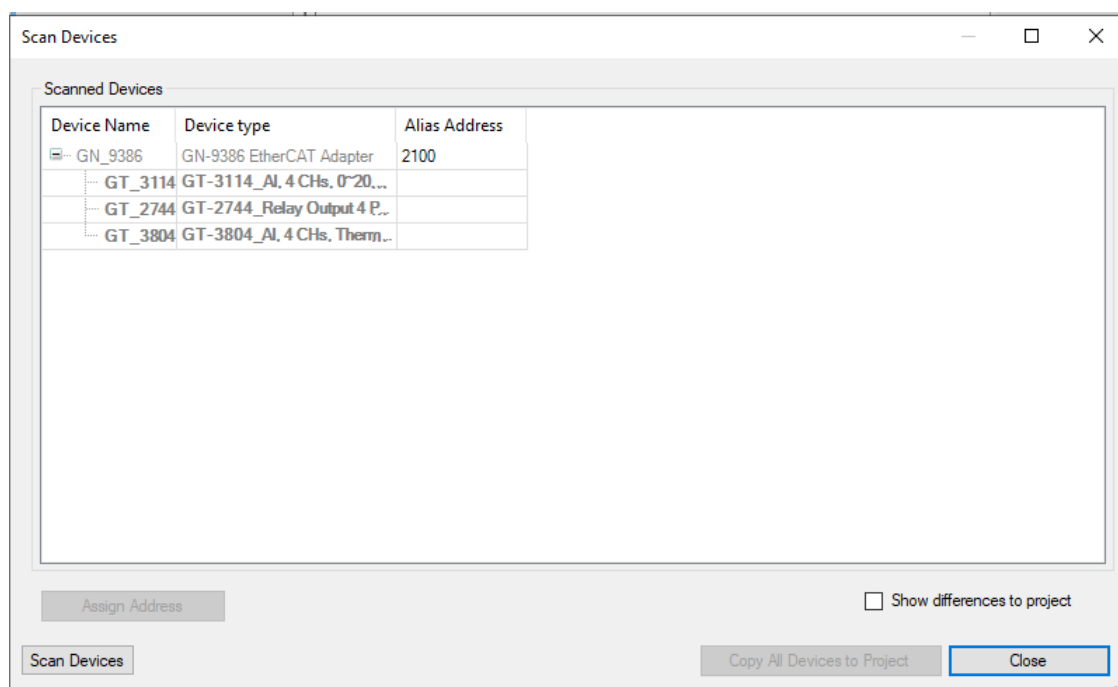 Scan Devices
Scanned Devices
Device Name Device type Alias Address
GN_9386 GN-9386 EtherCAT Adapter 2100
GT_3114 GT-3114_AI, 4 CHs, 0~20,...
GT_2744 GT-2744_Relay Output 4 P...
GT_3804 GT-3804_AI, 4 CHs, Therm...
Assign Address
Show differences to project
Scan Devices
Copy All Devices to Project
Close